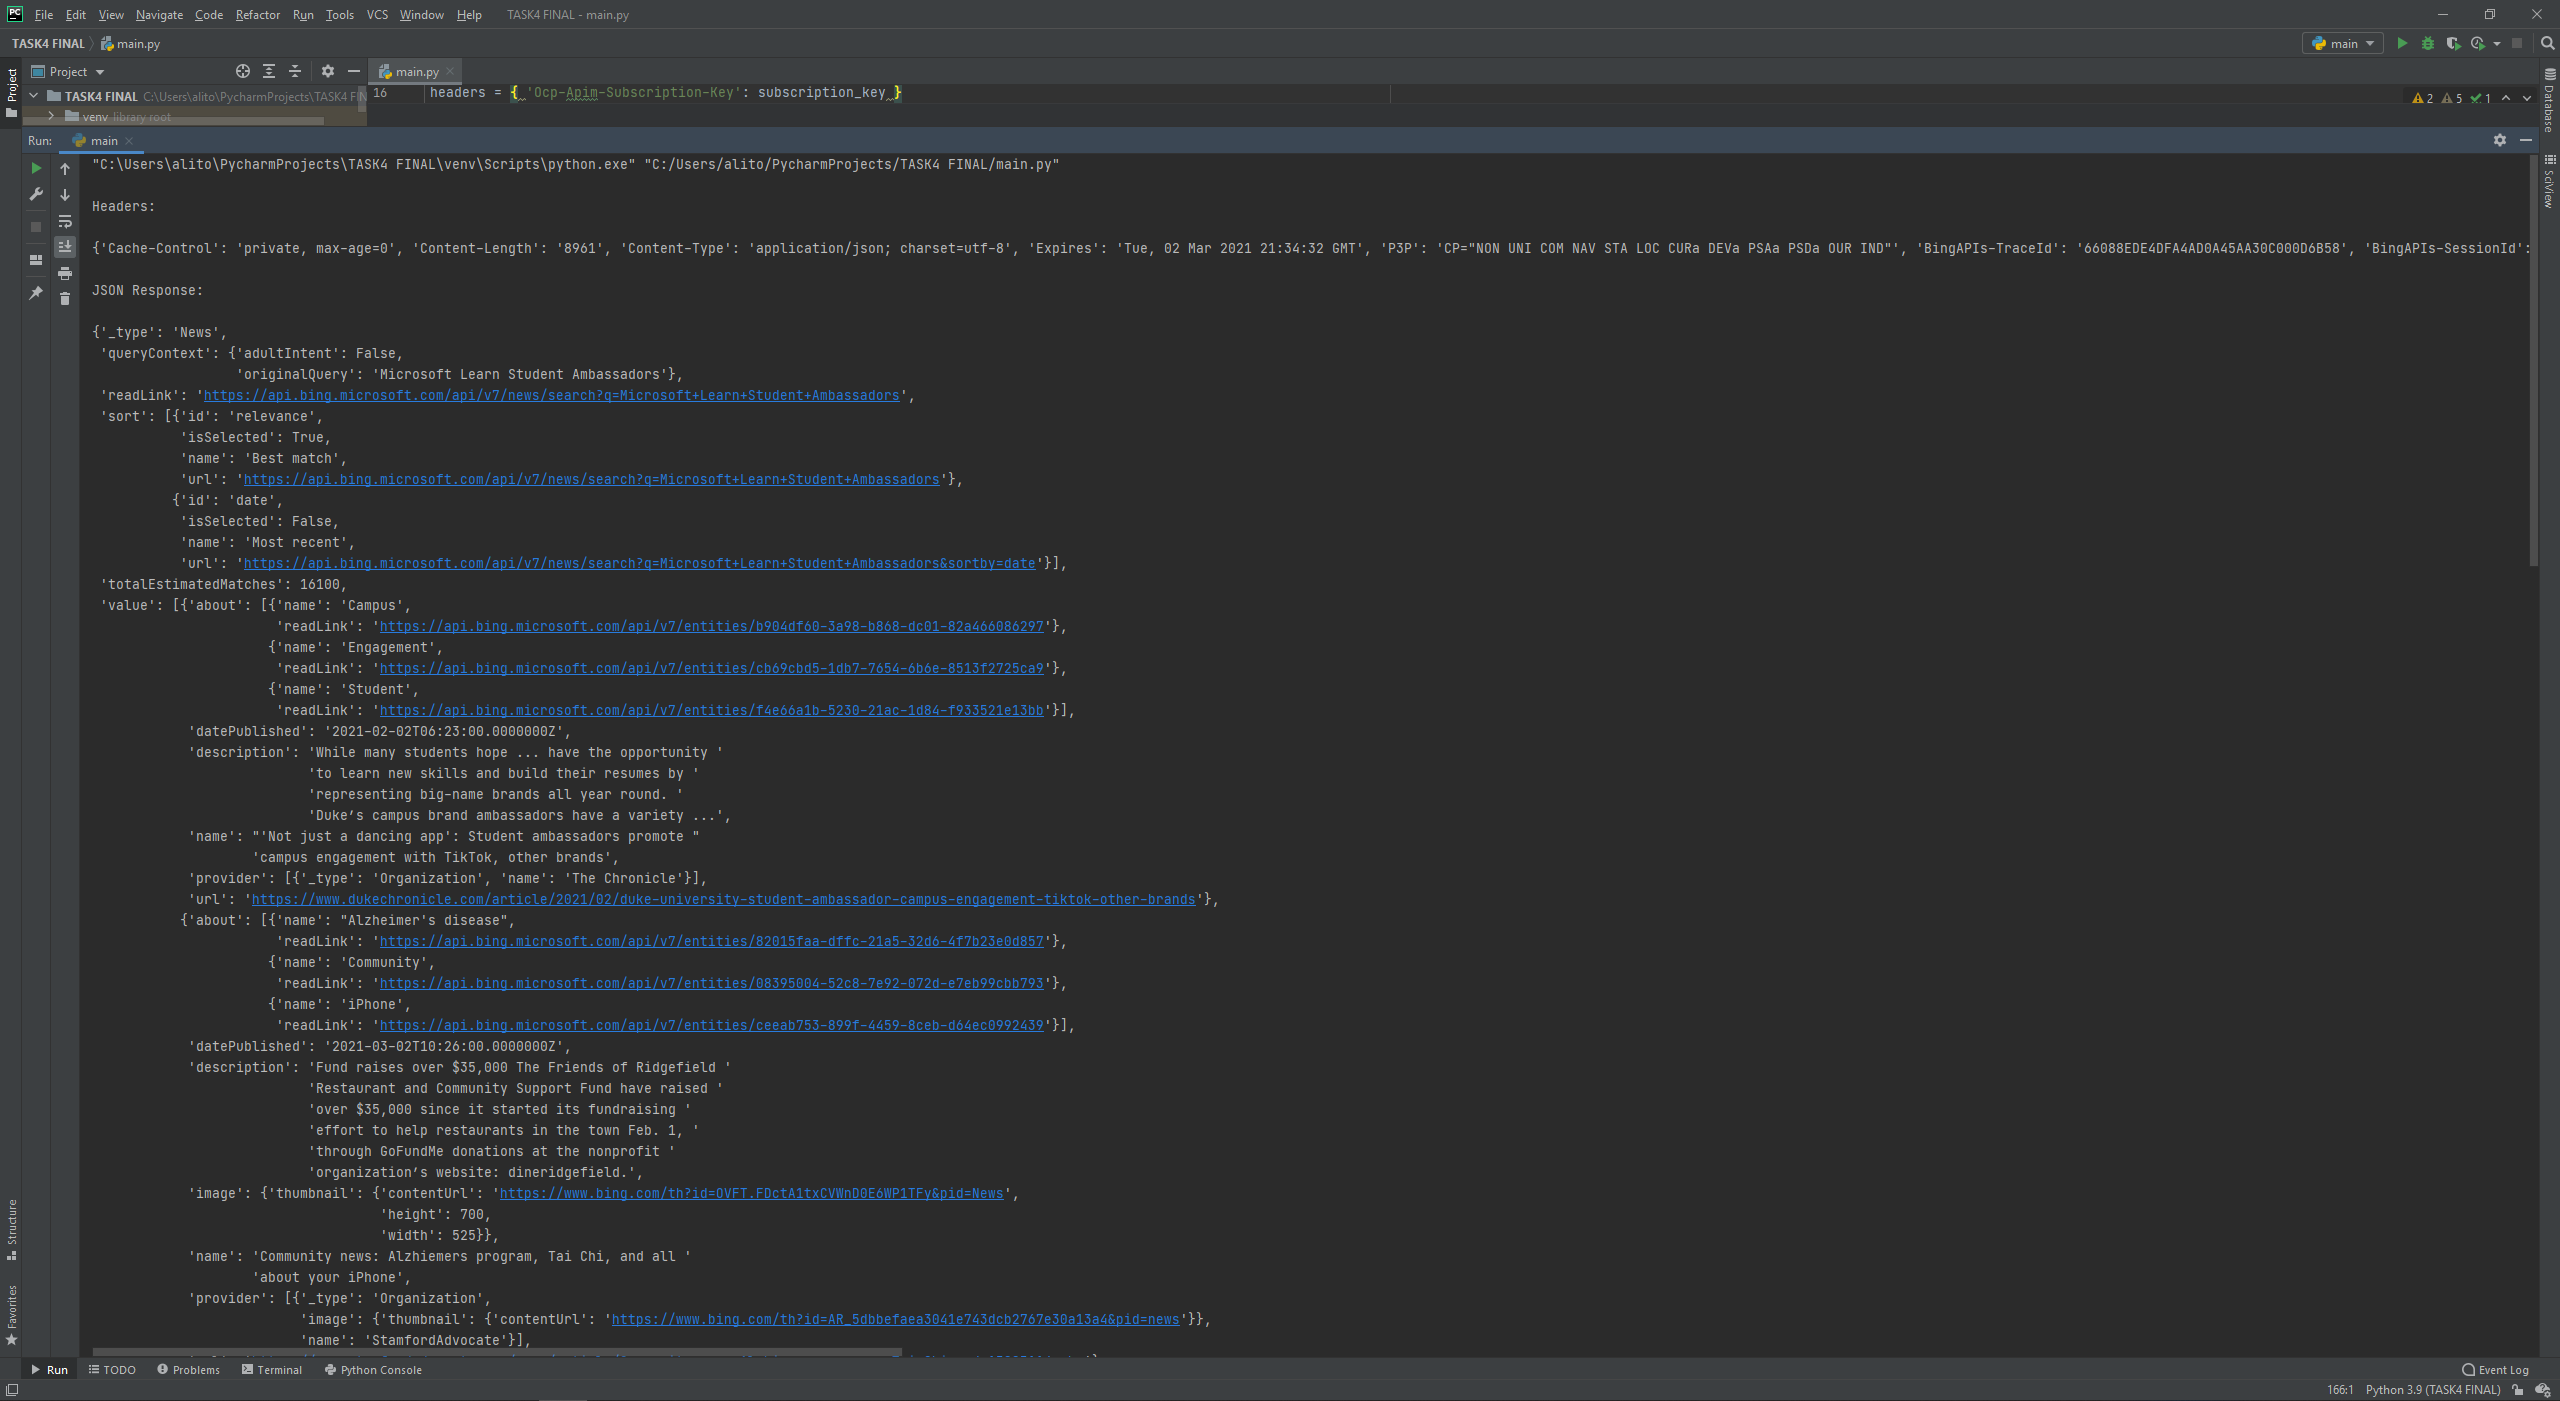 File Edit View Navigate Code Refactor Run Tools VCS Window Help TASK4 FINAL - main.py
TASK4 FINAL main.py
main
Project
main.py
TASK4 FINAL C:\Users\alito\PycharmProjects\TASK4 FIN
venv library root
16 headers = { 'Ocp-Apim-Subscription-Key': subscription_key }
2 5 1
Project
Database
SciView
Run: main
"C:\Users\alito\PycharmProjects\TASK4 FINAL\venv\Scripts\python.exe" "C:/Users/alito/PycharmProjects/TASK4 FINAL/main.py"
Headers:
{'Cache-Control': 'private, max-age=0', 'Content-Length': '8961', 'Content-Type': 'application/json; charset=utf-8', 'Expires': 'Tue, 02 Mar 2021 21:34:32 GMT', 'P3P': 'CP="NON UNI COM NAV STA LOC CURa DEVa PSAa PSDa OUR IND"', 'BingAPIs-TraceId': '66088EDE4DFA4AD0A45AA30C000D6B58', 'BingAPIs-SessionId':
JSON Response:
{'_type': 'News',
'queryContext': {'adultIntent': False,
'originalQuery': 'Microsoft Learn Student Ambassadors'},
'readLink': 'https://api.bing.microsoft.com/api/v7/news/search?q=Microsoft+Learn+Student+Ambassadors',
'sort': [{'id': 'relevance',
'isSelected': True,
'name': 'Best match',
'url': 'https://api.bing.microsoft.com/api/v7/news/search?q=Microsoft+Learn+Student+Ambassadors'},
{'id': 'date',
'isSelected': False,
'name': 'Most recent',
'url': 'https://api.bing.microsoft.com/api/v7/news/search?q=Microsoft+Learn+Student+Ambassadors&sortby=date'}],
'totalEstimatedMatches': 16100,
'value': [{'about': [{'name': 'Campus',
'readLink': 'https://api.bing.microsoft.com/api/v7/entities/b904df60-3a98-b868-dc01-82a466086297'},
{'name': 'Engagement',
'readLink': 'https://api.bing.microsoft.com/api/v7/entities/cb69cbd5-1db7-7654-6b6e-8513f2725ca9'},
{'name': 'Student',
'readLink': 'https://api.bing.microsoft.com/api/v7/entities/f4e66a1b-5230-21ac-1d84-f933521e13bb'}],
'datePublished': '2021-02-02T06:23:00.0000000Z',
'description': 'While many students hope ... have the opportunity '
'to learn new skills and build their resumes by '
'representing big-name brands all year round. '
'Duke’s campus brand ambassadors have a variety ...',
'name': "'Not just a dancing app': Student ambassadors promote "
'campus engagement with TikTok, other brands',
'provider': [{'_type': 'Organization', 'name': 'The Chronicle'}],
'url': 'https://www.dukechronicle.com/article/2021/02/duke-university-student-ambassador-campus-engagement-tiktok-other-brands'},
{'about': [{'name': "Alzheimer's disease",
'readLink': 'https://api.bing.microsoft.com/api/v7/entities/82015faa-dffc-21a5-32d6-4f7b23e0d857'},
{'name': 'Community',
'readLink': 'https://api.bing.microsoft.com/api/v7/entities/08395004-52c8-7e92-072d-e7eb99cbb793'},
{'name': 'iPhone',
'readLink': 'https://api.bing.microsoft.com/api/v7/entities/ceeab753-899f-4459-8ceb-d64ec0992439'}],
'datePublished': '2021-03-02T10:26:00.0000000Z',
'description': 'Fund raises over $35,000 The Friends of Ridgefield '
'Restaurant and Community Support Fund have raised '
'over $35,000 since it started its fundraising '
'effort to help restaurants in the town Feb. 1, '
'through GoFundMe donations at the nonprofit '
'organization’s website: dineridgefield.',
'image': {'thumbnail': {'contentUrl': 'https://www.bing.com/th?id=OVFT.FDctA1txCVWnD0E6WP1TFy&pid=News',
'height': 700,
'width': 525}},
'name': 'Community news: Alzhiemers program, Tai Chi, and all '
'about your iPhone',
'provider': [{'_type': 'Organization',
'image': {'thumbnail': {'contentUrl': 'https://www.bing.com/th?id=AR_5dbbefaea3041e743dcb2767e30a13a4&pid=news'}},
'name': 'StamfordAdvocate'}],
Structure
Favorites
Run TODO Problems Terminal Python Console Event Log
166:1 Python 3.9 (TASK4 FINAL)